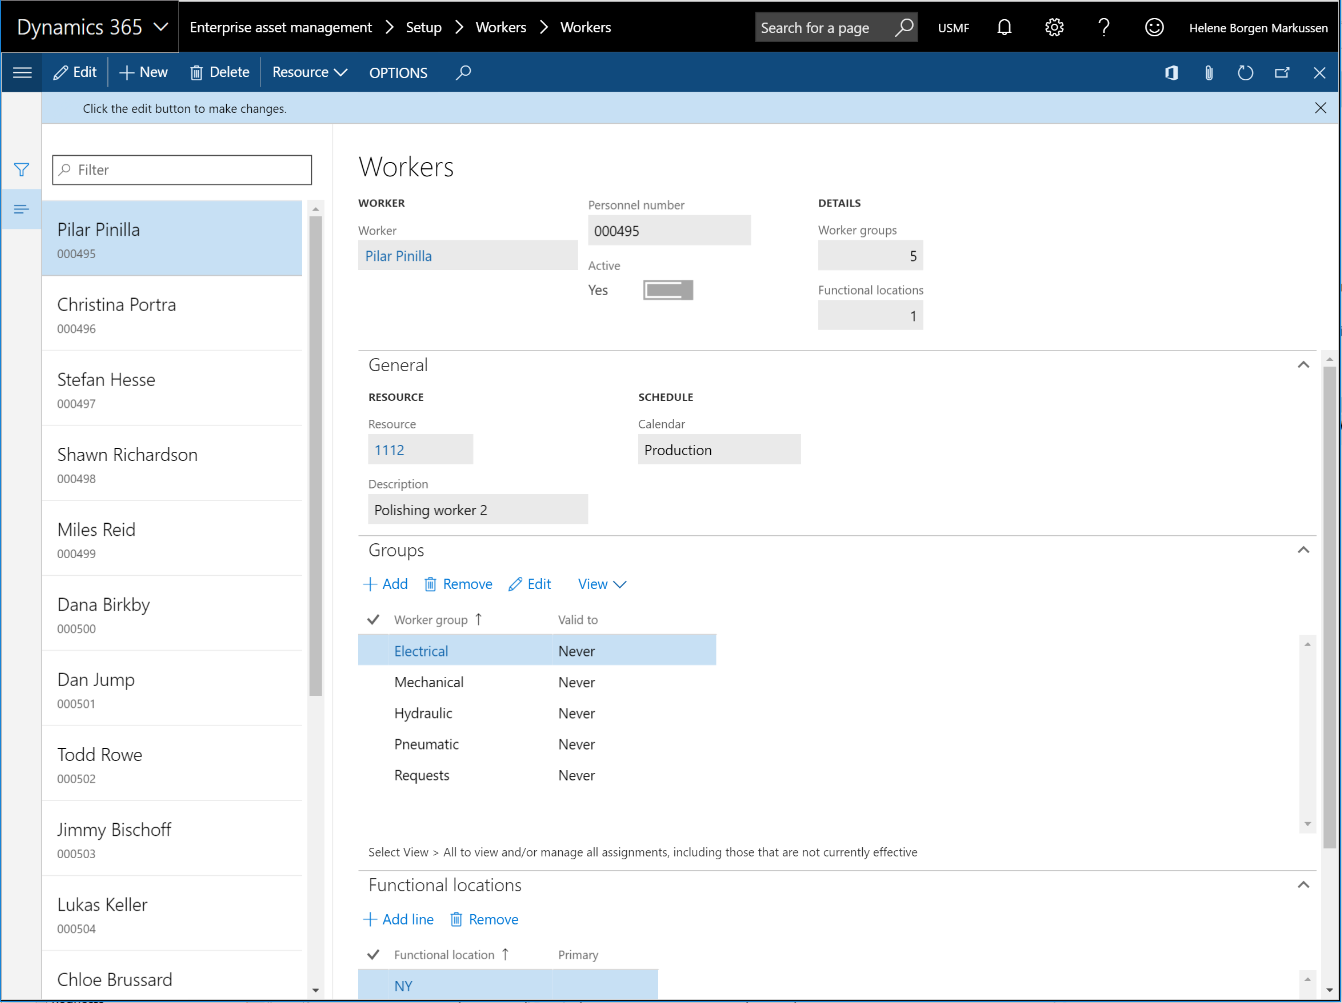 Dynamics 365
Enterprise asset management > Setup > Workers > Workers
Search for a page
USMF
?
Helene Borgen Markussen
Edit
New
Delete
Resource
OPTIONS
Click the edit button to make changes.
Filter
Pilar Pinilla
000495
Christina Portra
000496
Stefan Hesse
000497
Shawn Richardson
000498
Miles Reid
000499
Dana Birkby
000500
Dan Jump
000501
Todd Rowe
000502
Jimmy Bischoff
000503
Lukas Keller
000504
Chloe Brussard
Workers
WORKER
Worker
Pilar Pinilla
Personnel number
000495
Active
Yes
DETAILS
Worker groups
5
Functional locations
1
General
RESOURCE
Resource
1112
Description
Polishing worker 2
SCHEDULE
Calendar
Production
Groups
Add
Remove
Edit
View
Worker group ↑ Valid to
Electrical Never
Mechanical Never
Hydraulic Never
Pneumatic Never
Requests Never
Select View > All to view and/or manage all assignments, including those that are not currently effective
Functional locations
Add line
Remove
Functional location ↑ Primary
NY